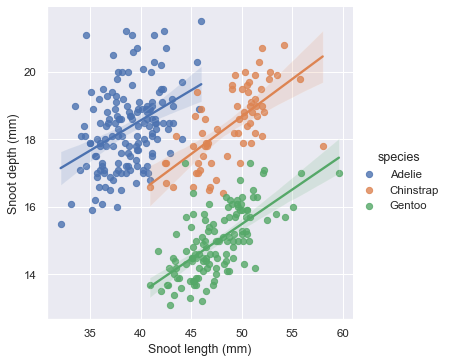 20
18
16
14
Snoot depth (mm)
35 40 45 50 55 60
Snoot length (mm)
species
Adelie
Chinstrap
Gentoo